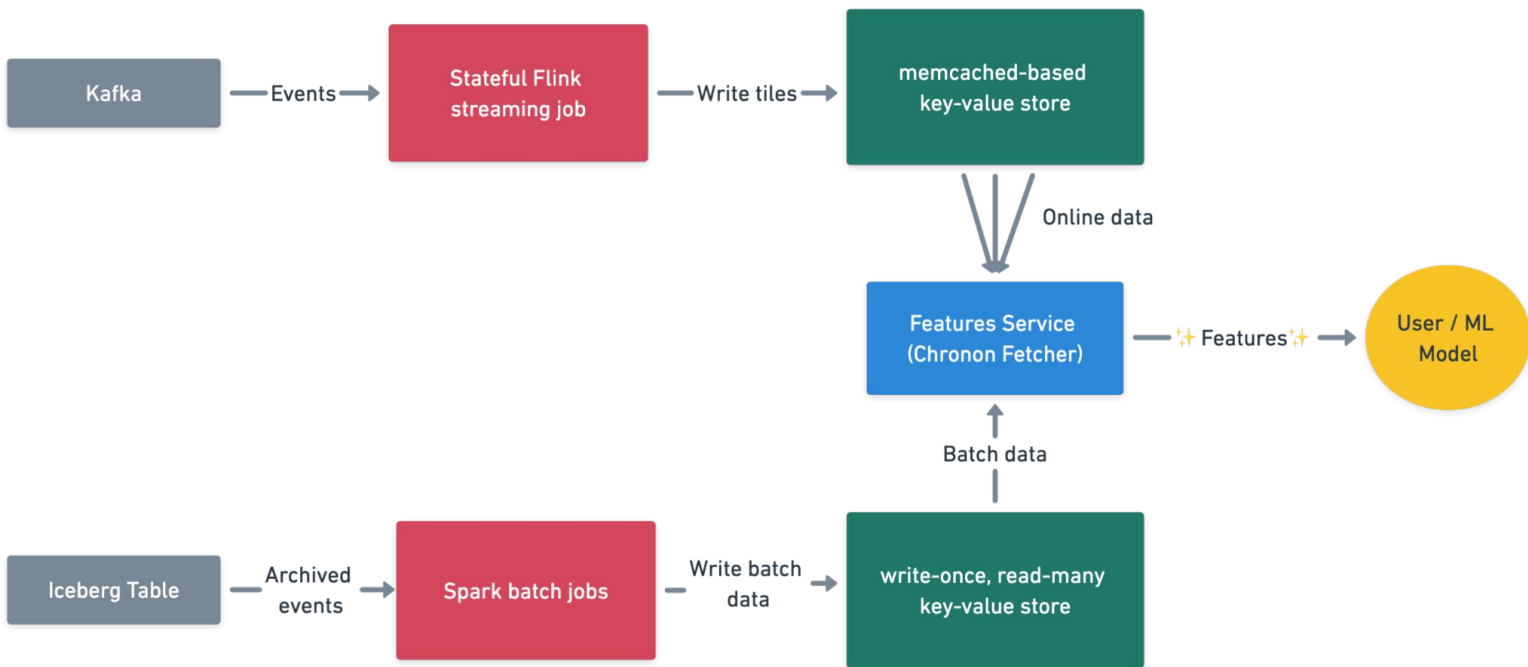 Kafka
Events
Stateful Flink
streaming job
Write tiles
memcached-based
key-value store
Online data
Features Service
(Chronon Fetcher)
✨ Features✨
User / ML
Model
Batch data
Iceberg Table
Archived
events
Spark batch jobs
Write batch
data
write-once, read-many
key-value store